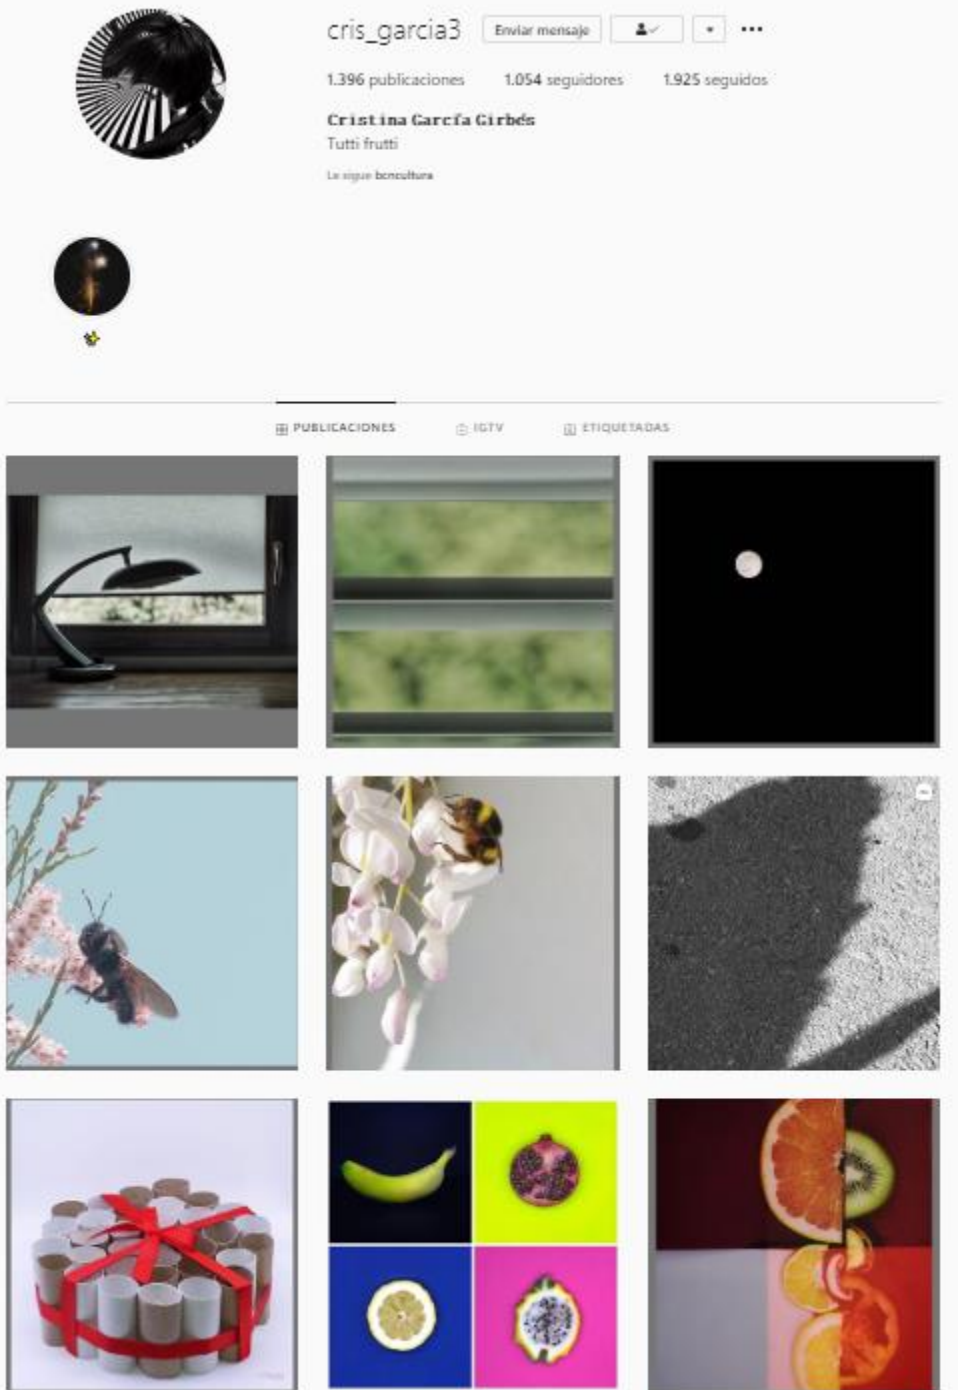 cris_garcia3 Enviar mensaje
1.396 publicaciones 1.054 seguidores 1.925 seguidos
Cristina García Girbés
Tutti frutti
Le sigue bcncultura
PUBLICACIONES IGTV ETIQUETADAS